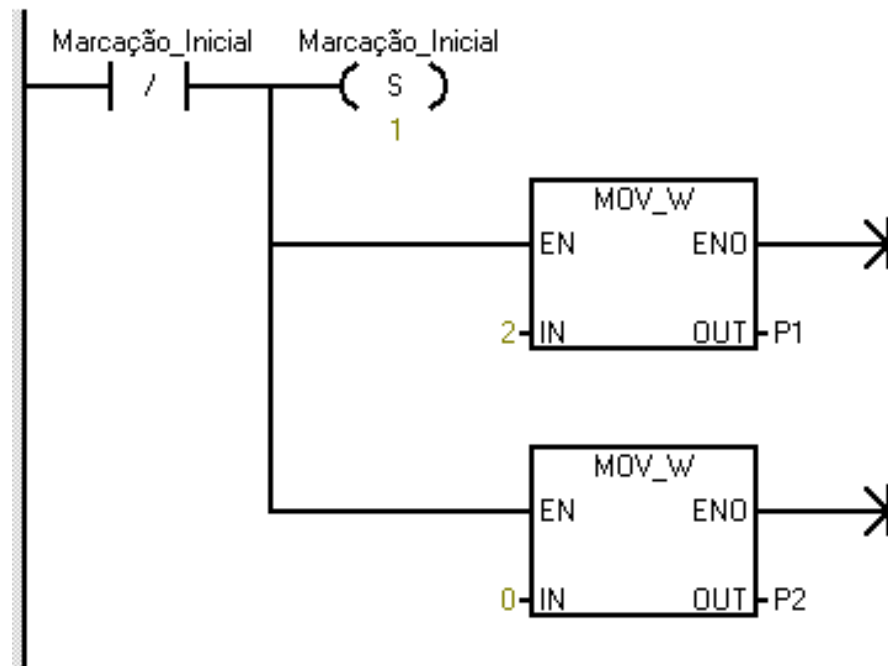 Marcação_Inicial Marcação_Inicial
/ S
1
MOV_W
EN ENO
2 IN OUT P1
MOV_W
EN ENO
0 IN OUT P2